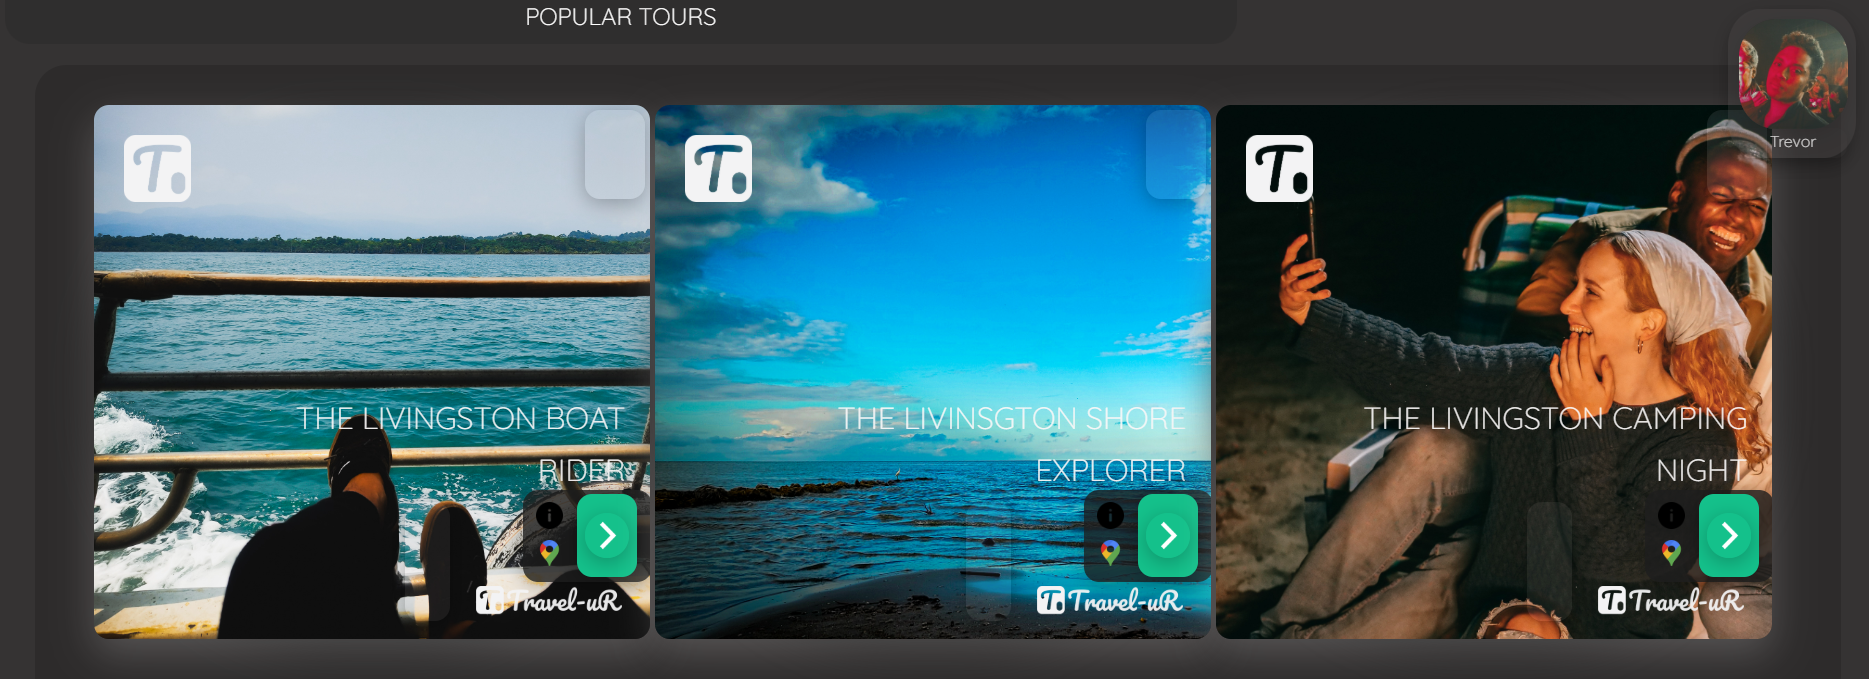 POPULAR TOURS
Trevor
T.
THE LIVINGSTON BOAT
RIDER
i
T. Travel-uR
T.
THE LIVINSGTON SHORE
EXPLORER
i
T. Travel-uR
T.
THE LIVINGSTON CAMPING
NIGHT
i
T. Travel-uR